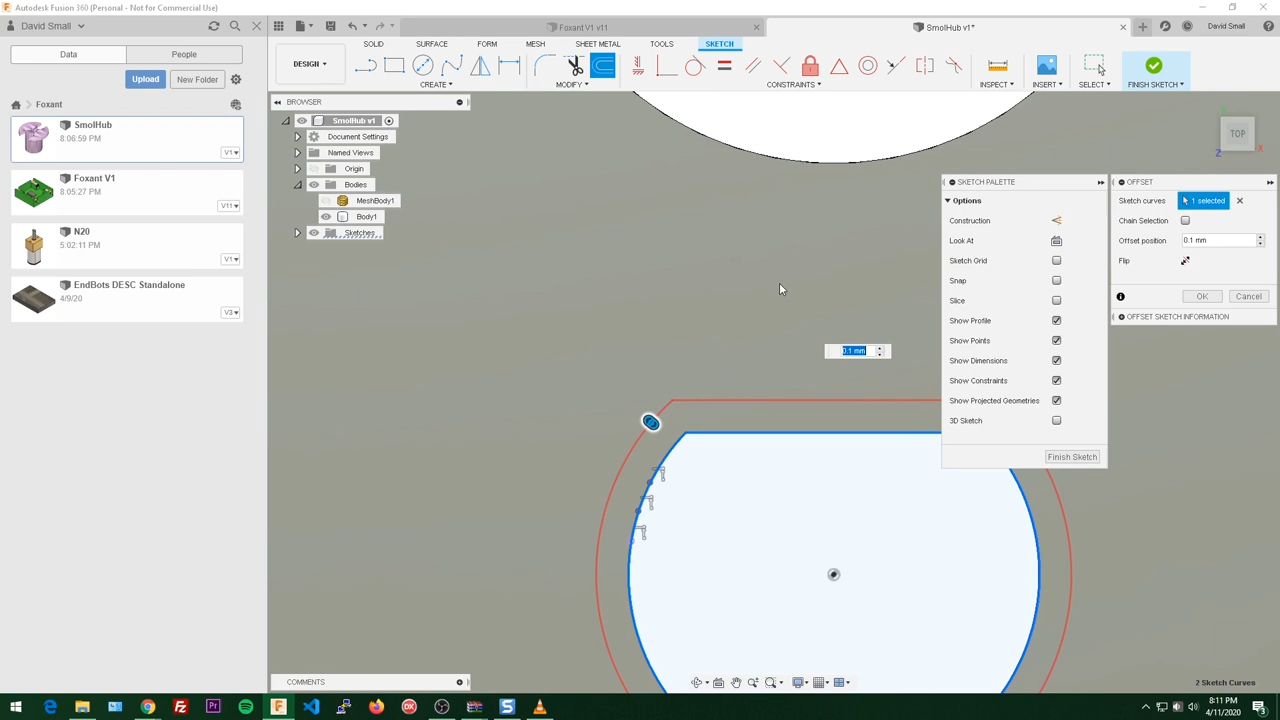 Autodesk Fusion 360 (Personal - Not for Commercial Use)
David Small
Foxant V1 v11
SmolHub v1*
David Small
Data
People
SOLID
SURFACE
FORM
MESH
SHEET METAL
TOOLS
SKETCH
DESIGN
CREATE
MODIFY
CONSTRAINTS
INSPECT
INSERT
SELECT
FINISH SKETCH
Upload
New Folder
Foxant
SmolHub
8:06:59 PM
V1
Foxant V1
8:05:27 PM
V11
N20
5:02:11 PM
V1
EndBots DESC Standalone
4/9/20
V3
BROWSER
SmolHub v1
Document Settings
Named Views
Origin
Bodies
MeshBody1
Body1
Sketches
TOP
X
Z
SKETCH PALETTE
Options
Construction
Look At
Sketch Grid
Snap
Slice
Show Profile
Show Points
Show Dimensions
Show Constraints
Show Projected Geometries
3D Sketch
Finish Sketch
OFFSET
Sketch curves
1 selected
Chain Selection
Offset position
0.1 mm
Flip
OK
Cancel
OFFSET SKETCH INFORMATION
0.1 mm
COMMENTS
2 Sketch Curves
8:11 PM
4/11/2020